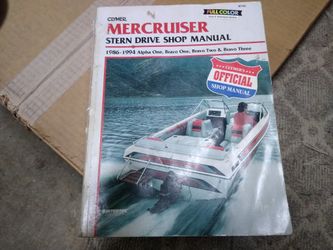 FULL COLOR
CLYMER
MERCRUISER
STERN DRIVE SHOP MANUAL
1986-1994 Alpha One, Bravo One, Bravo Two & Bravo Three
CLYMER'S
OFFICIAL
SHOP MANUAL